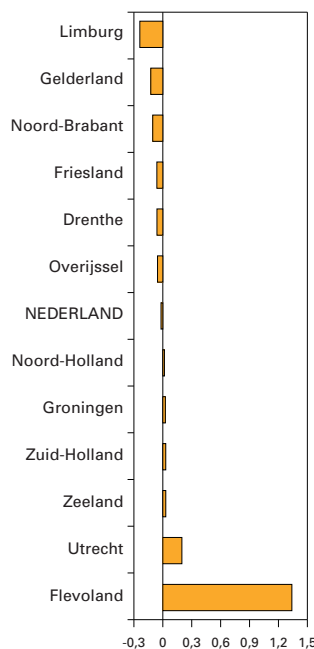 Limburg
Gelderland
Noord-Brabant
Friesland
Drenthe
Overijssel
NEDERLAND
Noord-Holland
Groningen
Zuid-Holland
Zeeland
Utrecht
Flevoland
-0,3 0 0,3 0,6 0,9 1,2 1,5